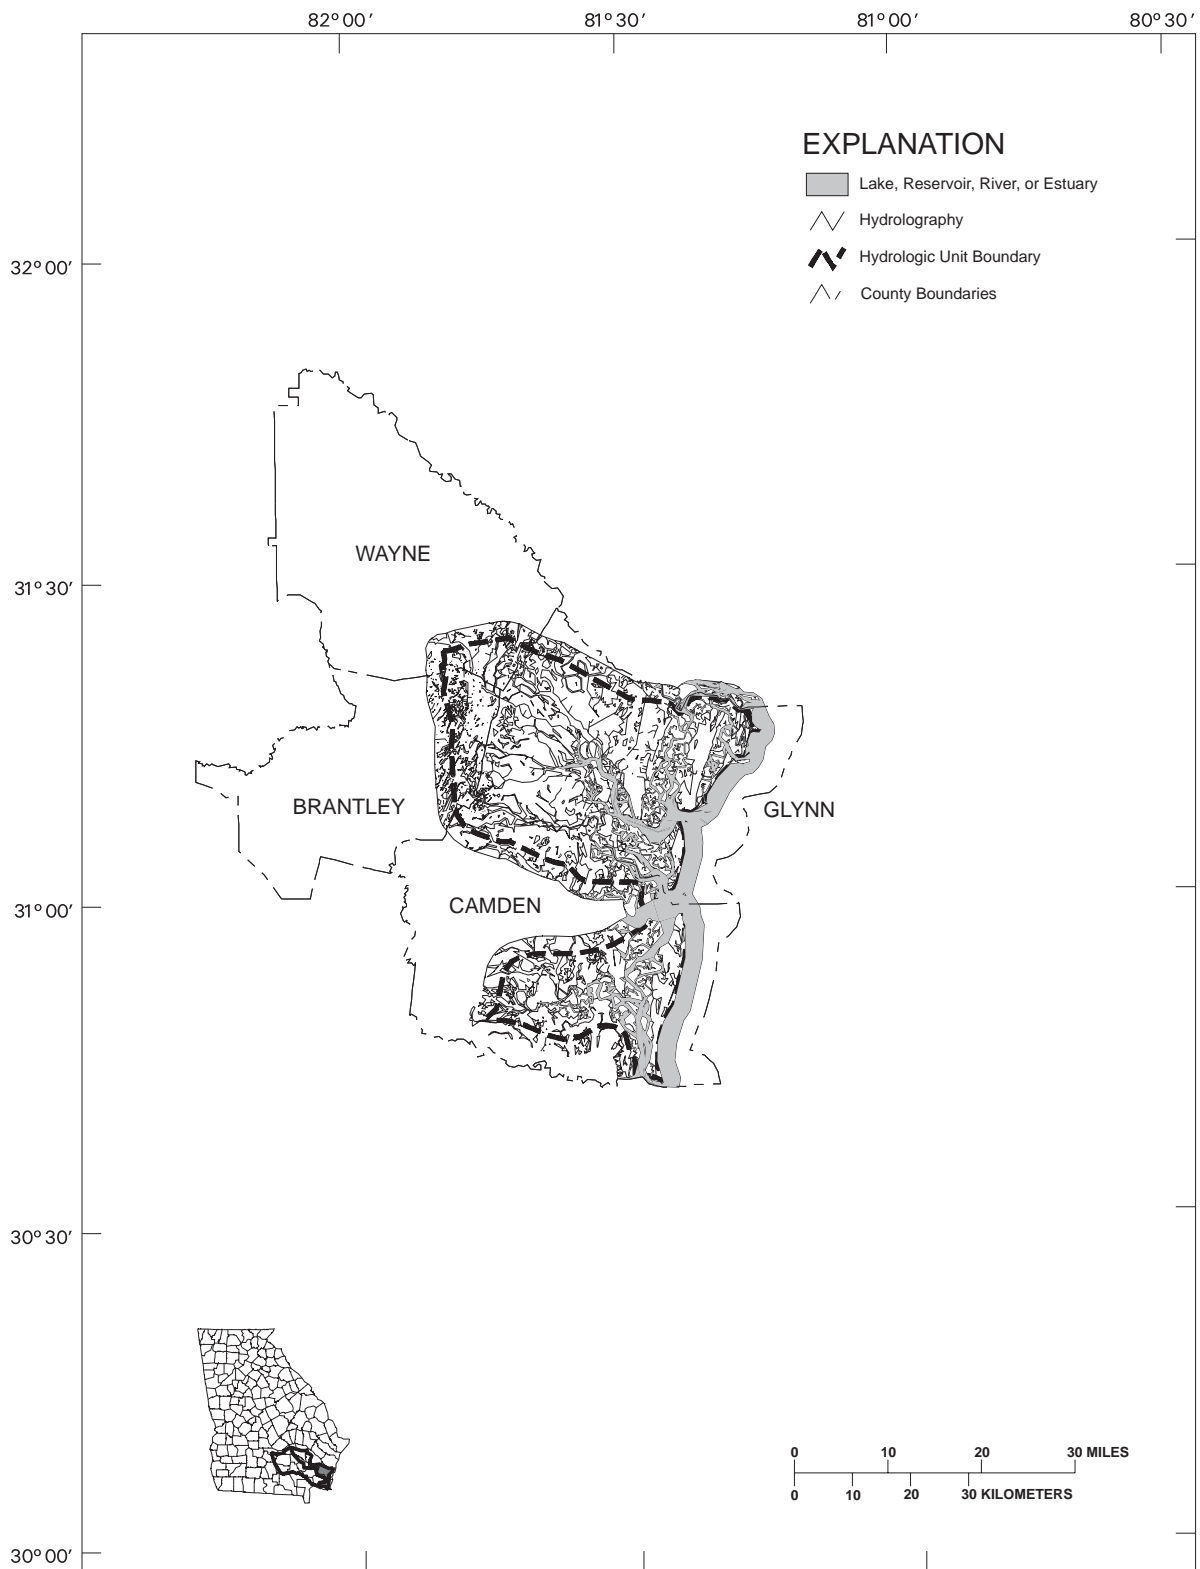 82° 00′ 81° 30′ 81° 00′ 80° 30′
EXPLANATION
Lake, Reservoir, River, or Estuary
Hydrolography
Hydrologic Unit Boundary
County Boundaries
32° 00′
WAYNE
31° 30′
BRANTLEY
GLYNN
CAMDEN
31° 00′
30° 30′
0 10 20 30 MILES
0 10 20 30 KILOMETERS
30° 00′